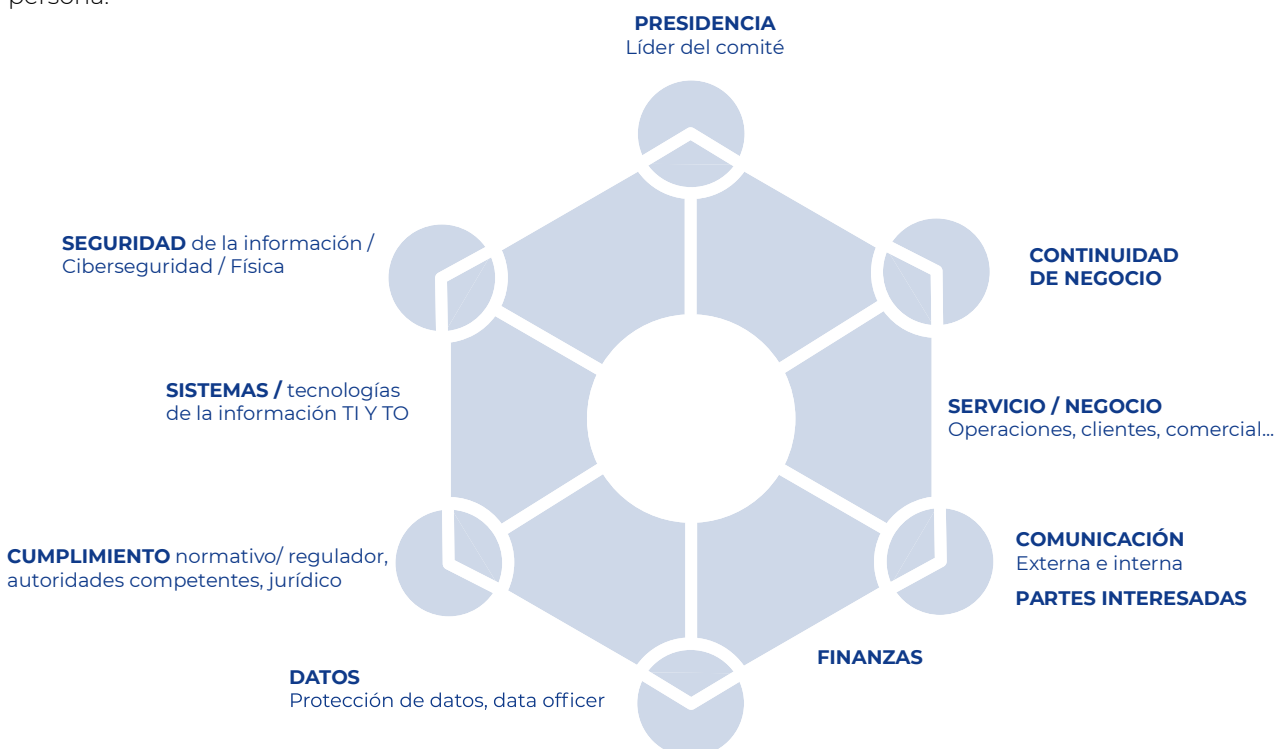 persona.
PRESIDENCIA
Líder del comité
SEGURIDAD de la información /
Ciberseguridad / Física
CONTINUIDAD
DE NEGOCIO
SISTEMAS / tecnologías
de la información TI Y TO
SERVICIO / NEGOCIO
Operaciones, clientes, comercial...
CUMPLIMIENTO normativo/ regulador,
autoridades competentes, jurídico
COMUNICACIÓN
Externa e interna
PARTES INTERESADAS
FINANZAS
DATOS
Protección de datos, data officer